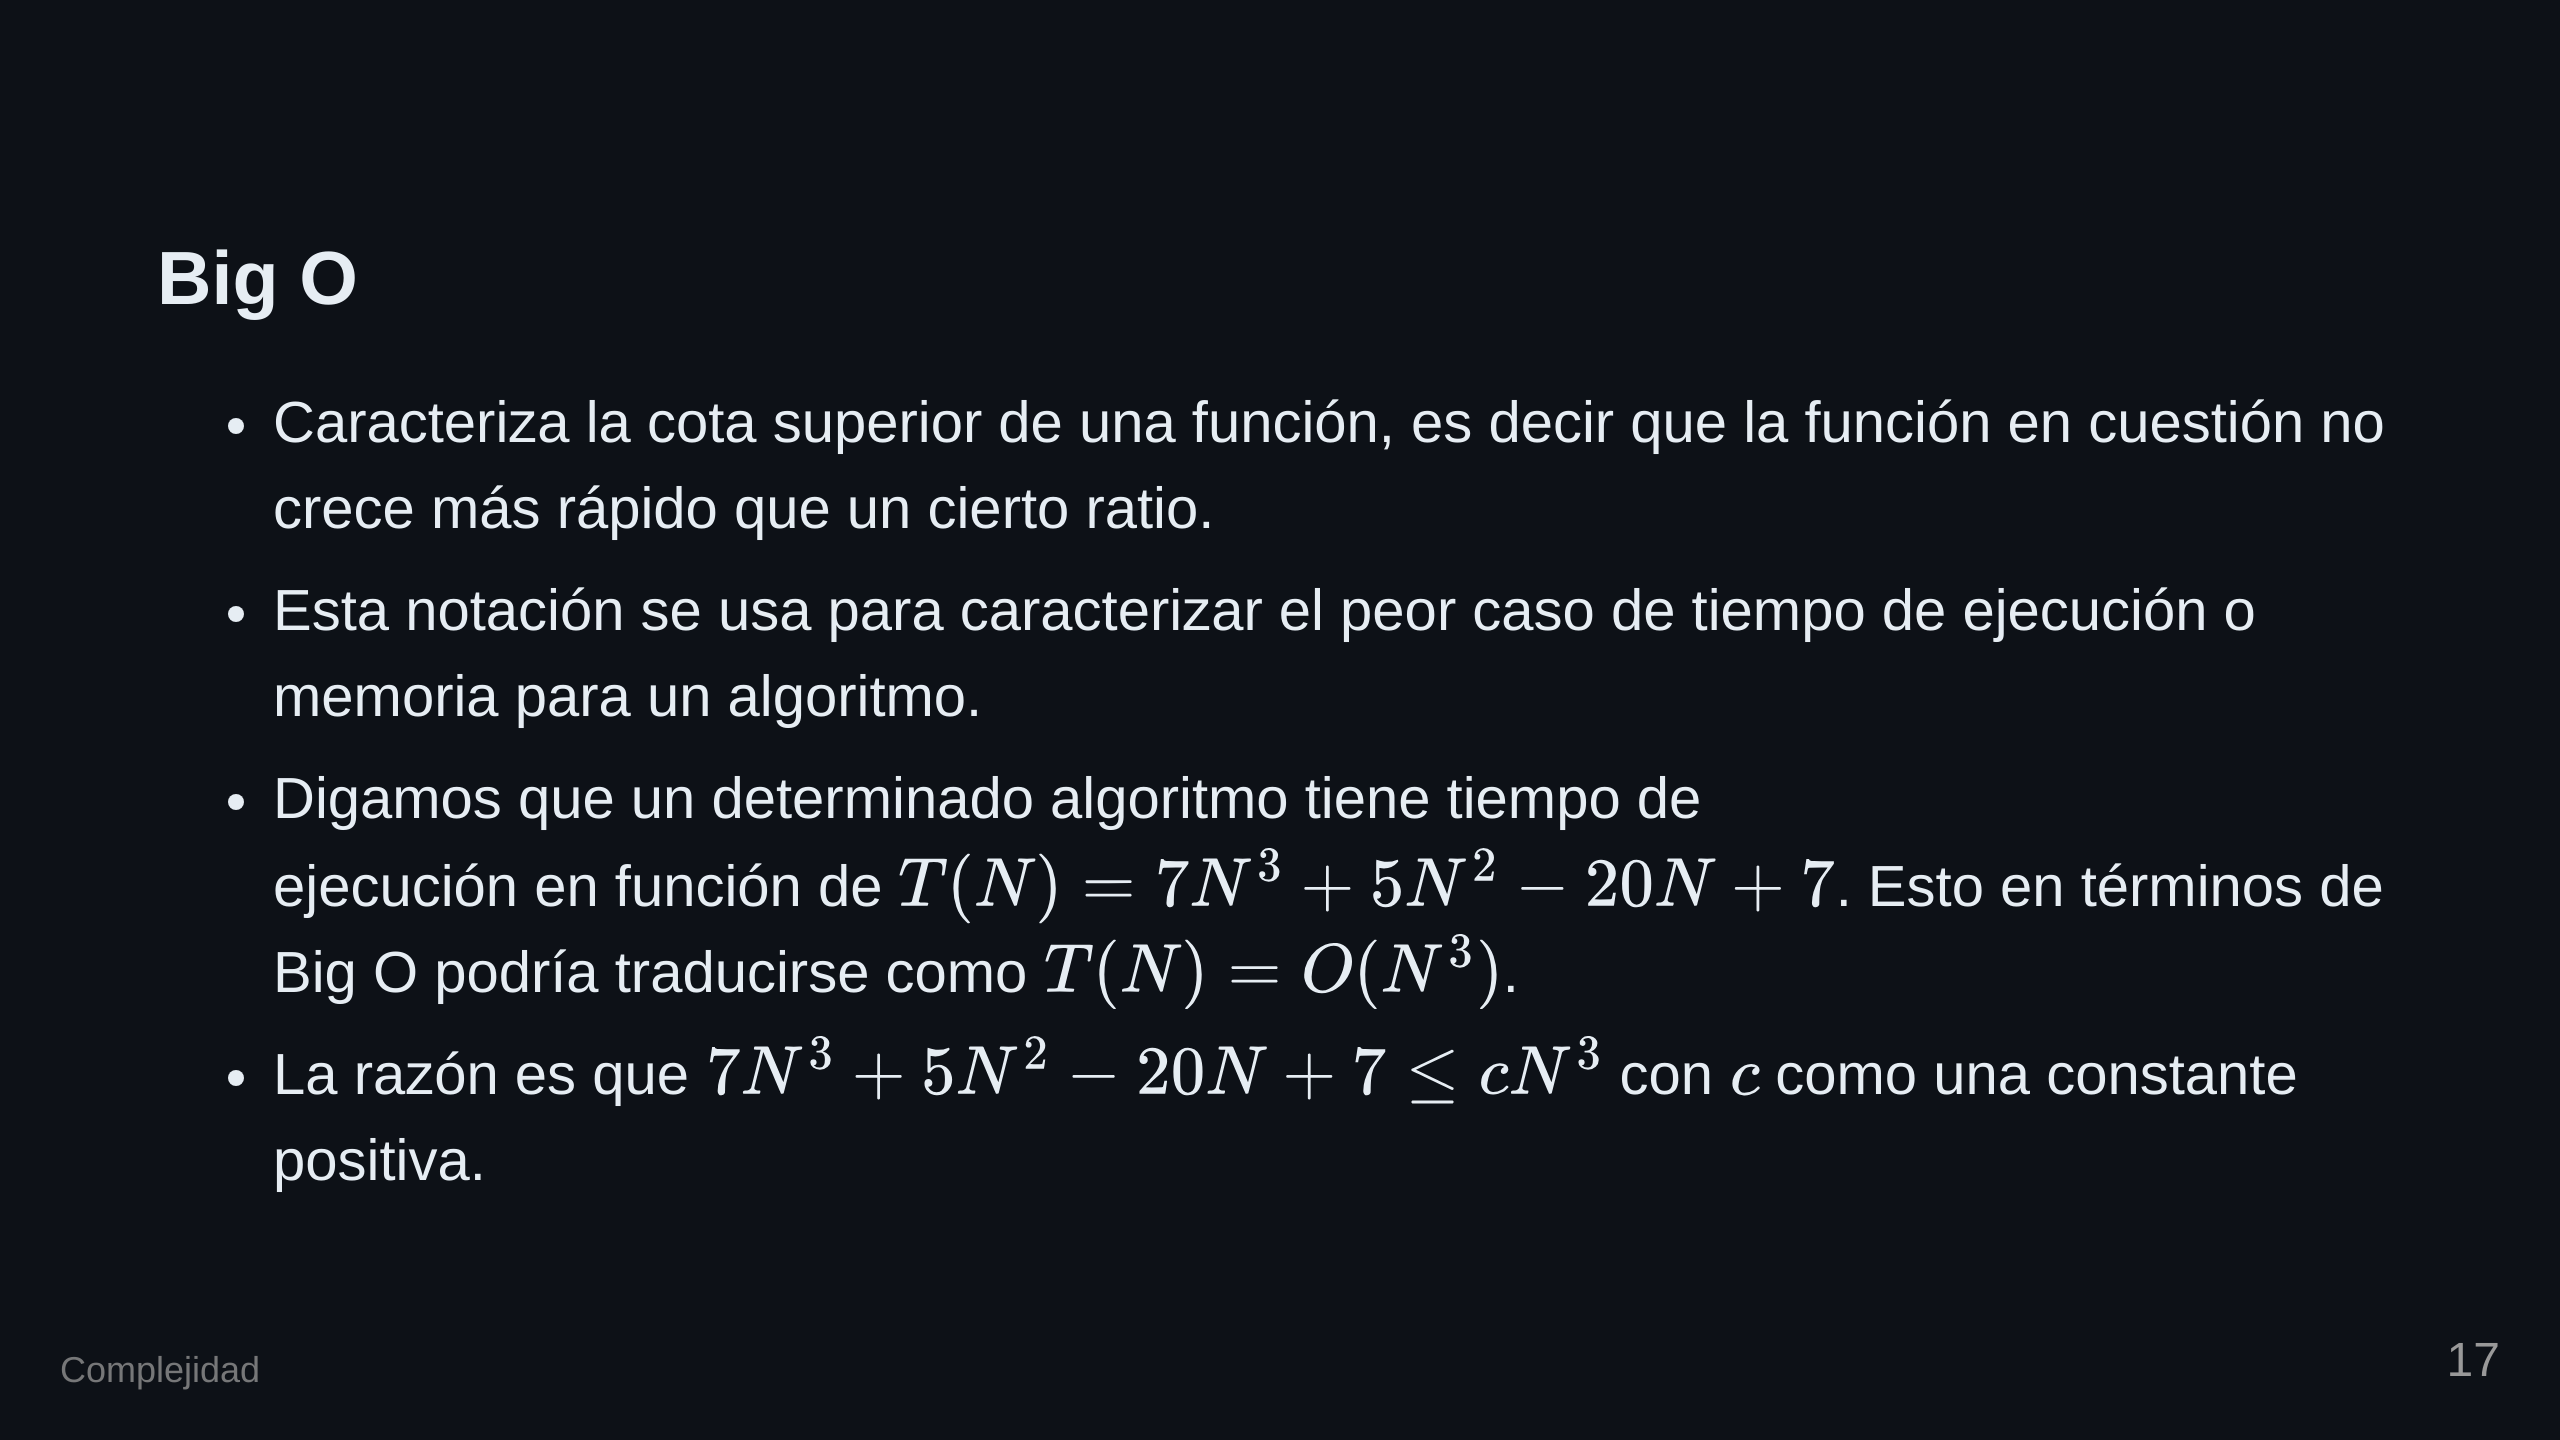 Big O
• Caracteriza la cota superior de una función, es decir que la función en cuestión no
crece más rápido que un cierto ratio.
• Esta notación se usa para caracterizar el peor caso de tiempo de ejecución o
memoria para un algoritmo.
• Digamos que un determinado algoritmo tiene tiempo de
ejecución en función de T(N) = 7N³ + 5N² − 20N + 7. Esto en términos de
Big O podría traducirse como T(N) = O(N³).
• La razón es que 7N³ + 5N² − 20N + 7 ≤ cN³ con c como una constante
positiva.
Complejidad
17